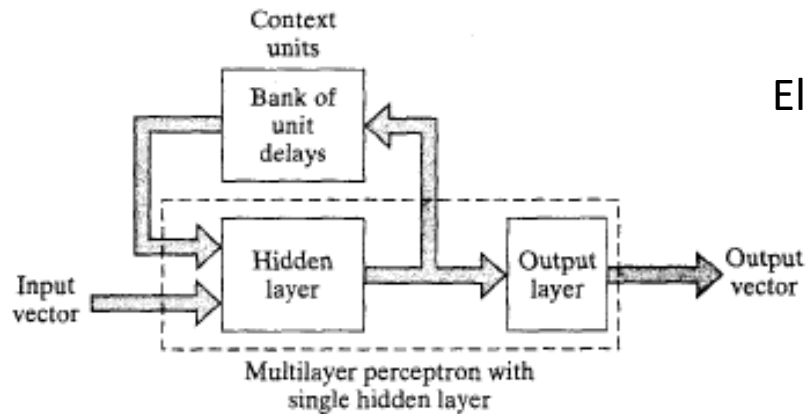 Context
units
Bank of
unit
delays
El
Hidden
layer
Output
layer
Input
vector
Output
vector
Multilayer perceptron with
single hidden layer